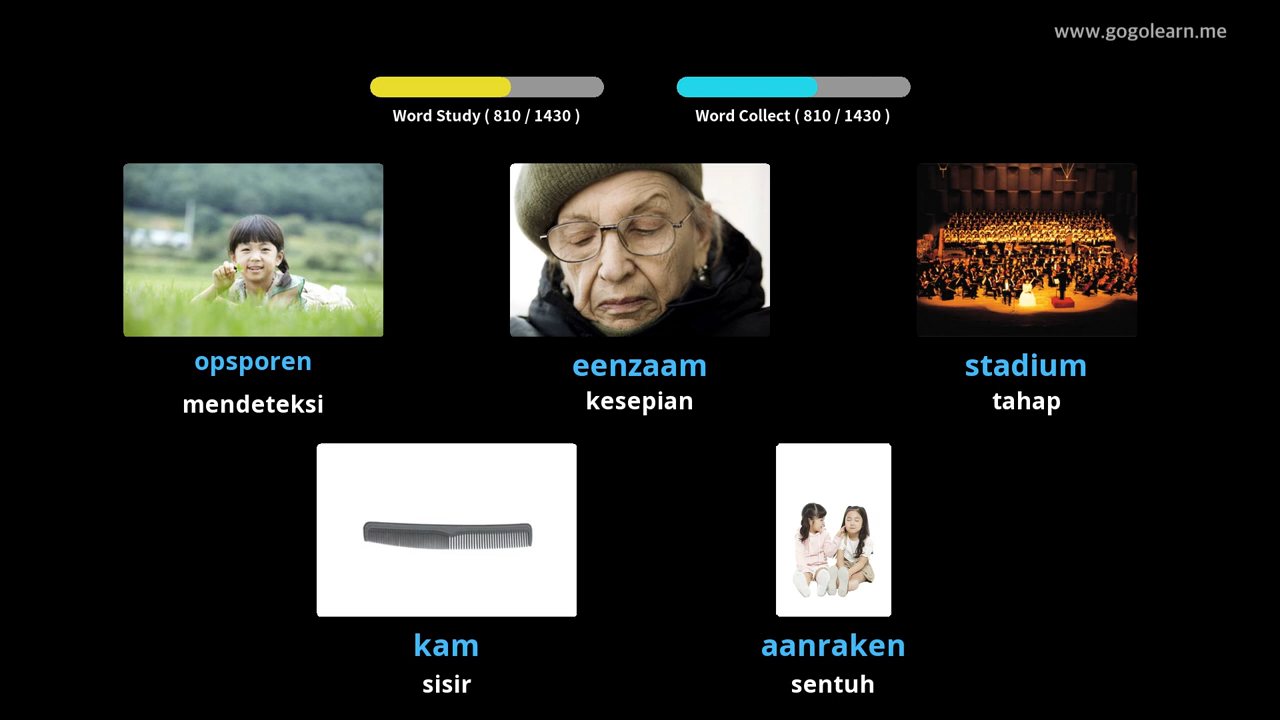 www.gogolearn.me
Word Study ( 810 / 1430 )
Word Collect ( 810 / 1430 )
opsporen
mendeteksi
eenzaam
kesepian
stadium
tahap
kam
sisir
aanraken
sentuh